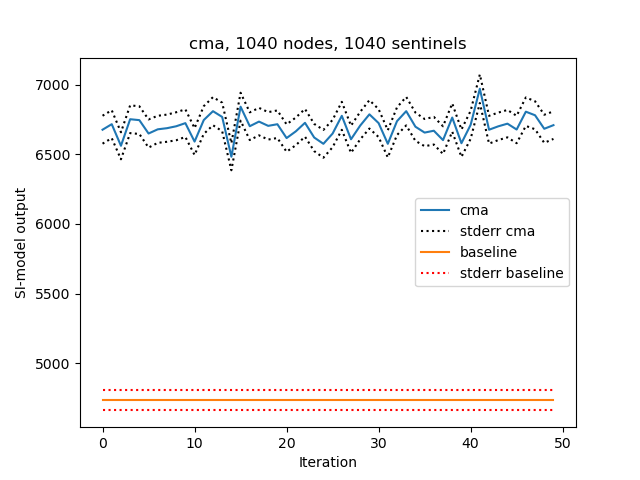 cma, 1040 nodes, 1040 sentinels
7000
6500
6000
5500
5000
SI-model output
cma
stderr cma
baseline
stderr baseline
0
10
20
30
40
50
Iteration